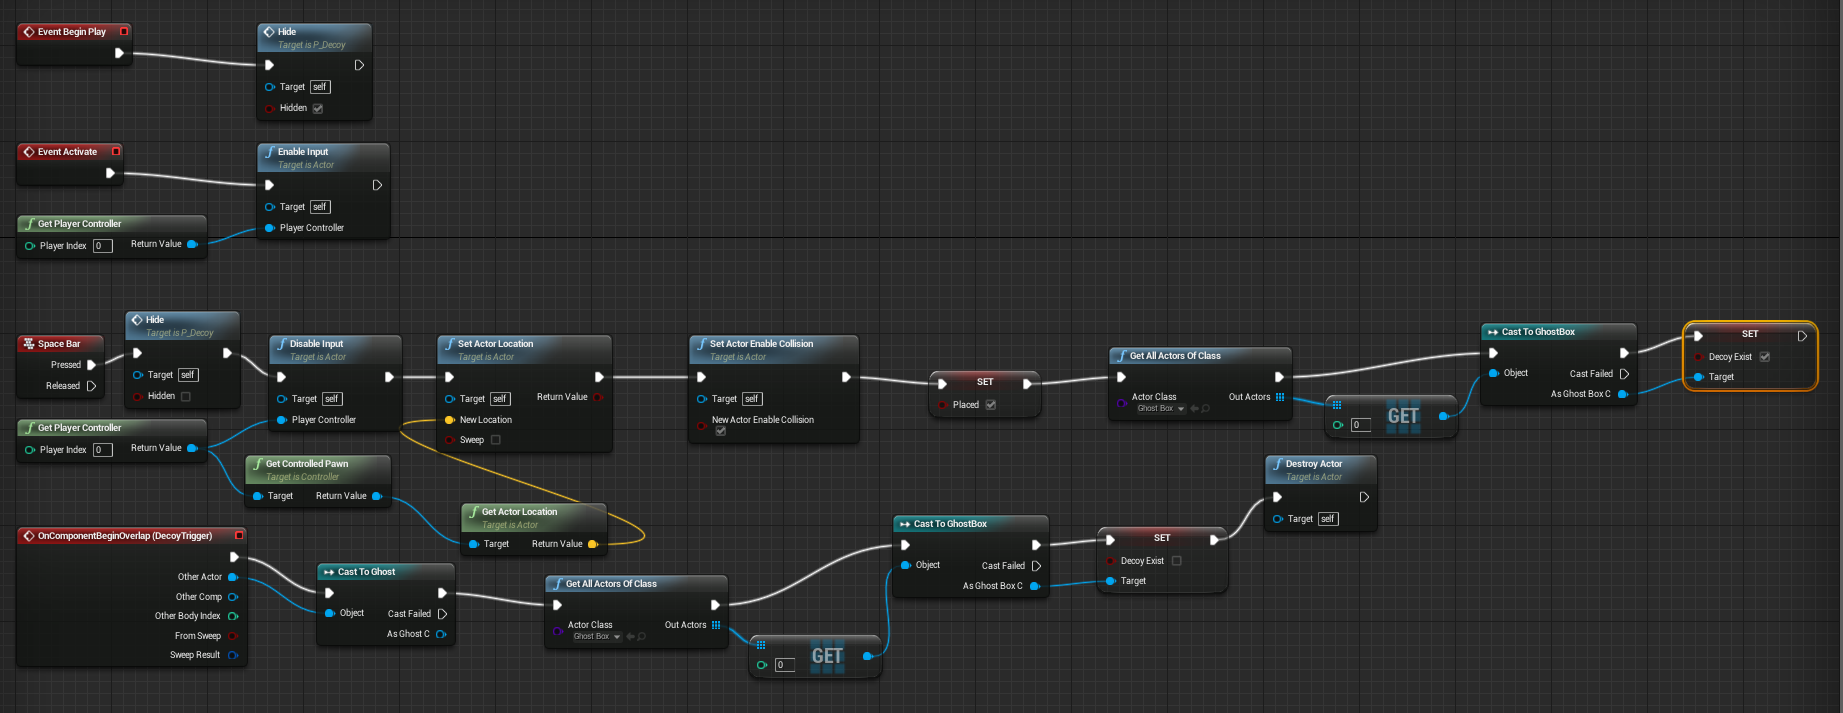 Event Begin Play
Hide
Target is P_Decoy
Target self
Hidden
Event Activate
Enable Input
Target is Actor
Target self
Player Controller
Get Player Controller
Player Index 0 Return Value
Space Bar
Pressed
Released
Hide
Target is P_Decoy
Target self
Hidden
Disable Input
Target is Actor
Target self
Player Controller
Set Actor Location
Target is Actor
Target self Return Value
New Location
Sweep
Set Actor Enable Collision
Target is Actor
Target self
New Actor Enable Collision
SET
Placed
Get All Actors Of Class
Actor Class Out Actors
Ghost Box
0 GET
Cast To GhostBox
Object Cast Failed
As Ghost Box C
SET
Decoy Exist
Target
Get Player Controller
Player Index 0 Return Value
Get Controlled Pawn
Target is Controller
Target Return Value
Get Actor Location
Target is Actor
Target Return Value
OnComponentBeginOverlap (DecoyTrigger)
Other Actor
Other Comp
Other Body Index
From Sweep
Sweep Result
Cast To Ghost
Object Cast Failed
As Ghost C
Get All Actors Of Class
Actor Class Out Actors
Ghost Box
0 GET
Cast To GhostBox
Object Cast Failed
As Ghost Box C
SET
Decoy Exist
Target
Destroy Actor
Target is Actor
Target self